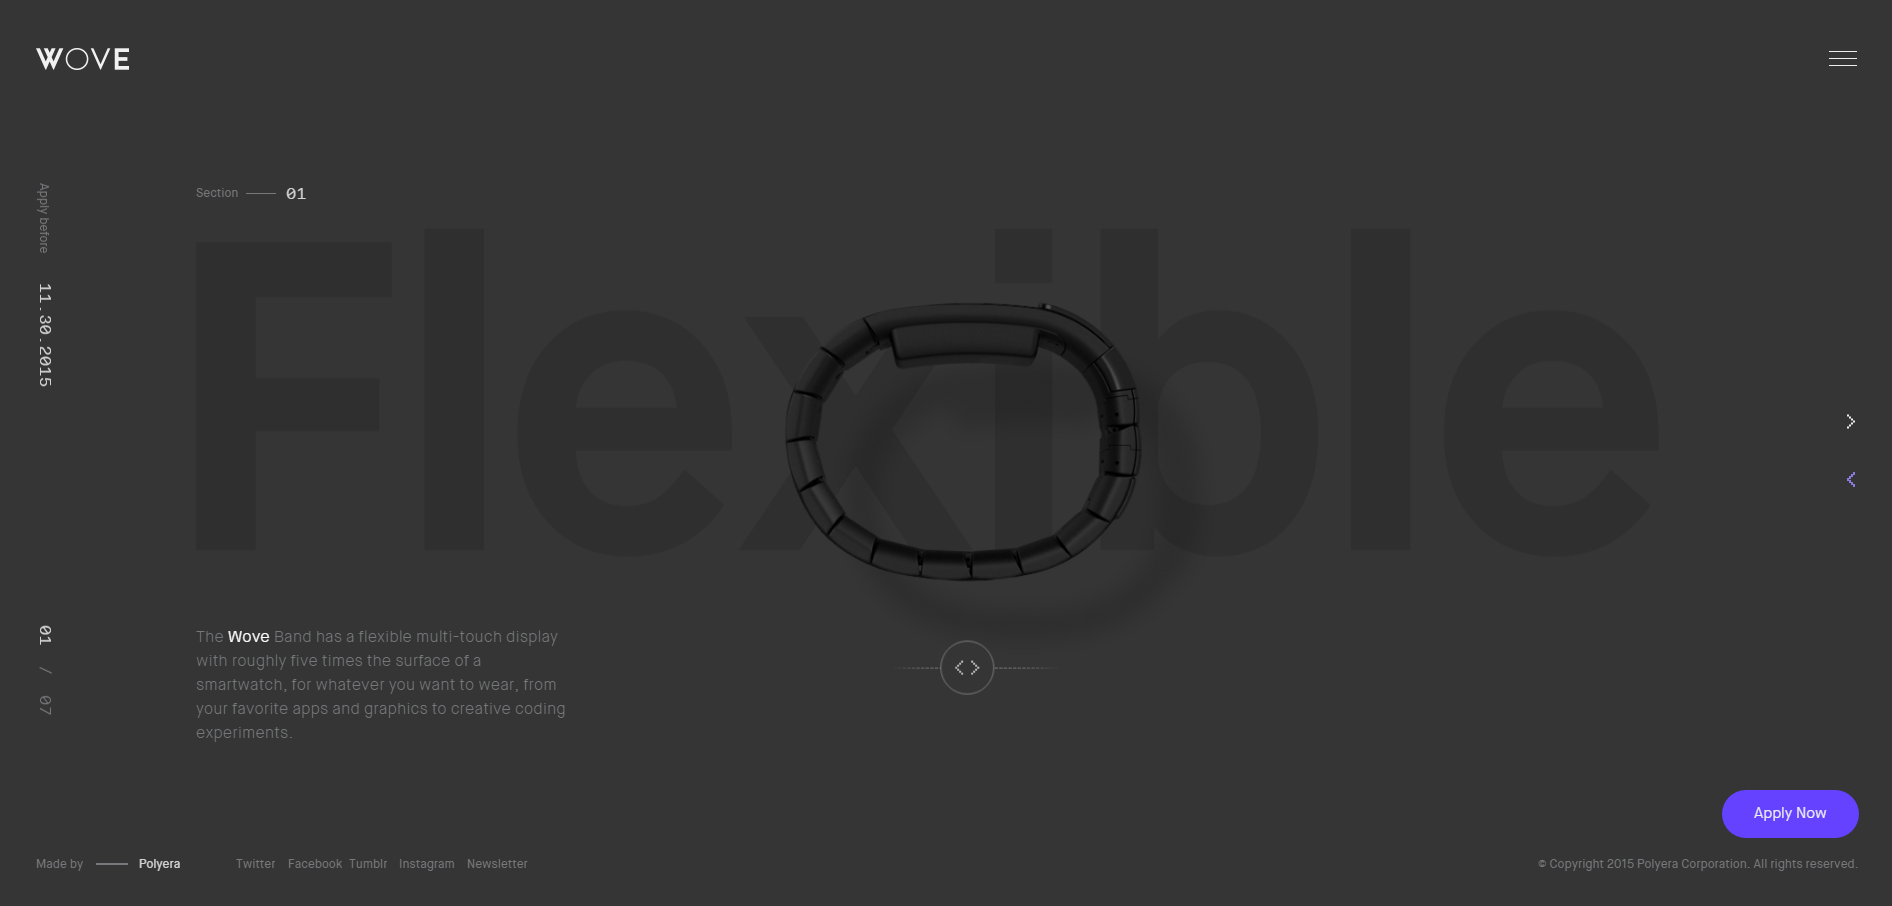 WOVE
Apply before 11.30.2015
Section 01
Flexible
01 / 07
The Wove Band has a flexible multi-touch display
with roughly five times the surface of a
smartwatch, for whatever you want to wear, from
your favorite apps and graphics to creative coding
experiments.
Apply Now
Made by Polyera Twitter Facebook Tumblr Instagram Newsletter
© Copyright 2015 Polyera Corporation. All rights reserved.